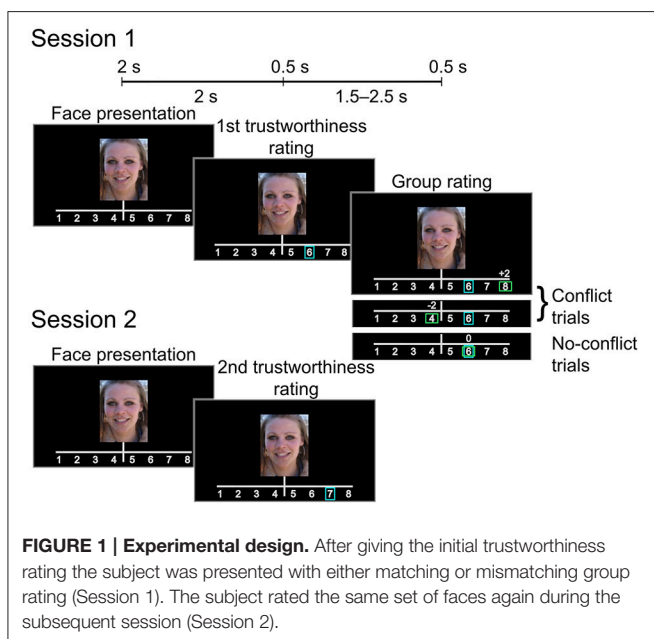 Session 1
2 s 0.5 s 0.5 s
2 s 1.5–2.5 s
Face presentation
1 2 3 4 5 6 7 8
1st trustworthiness
rating
1 2 3 4 5 6 7 8
Group rating
+2
1 2 3 4 5 6 7 8
-2
1 2 3 4 5 6 7 8
} Conflict
trials
0
1 2 3 4 5 6 7 8
No-conflict
trials
Session 2
Face presentation
1 2 3 4 5 6 7 8
2nd trustworthiness
rating
1 2 3 4 5 6 7 8
FIGURE 1 | Experimental design. After giving the initial trustworthiness
rating the subject was presented with either matching or mismatching group
rating (Session 1). The subject rated the same set of faces again during the
subsequent session (Session 2).